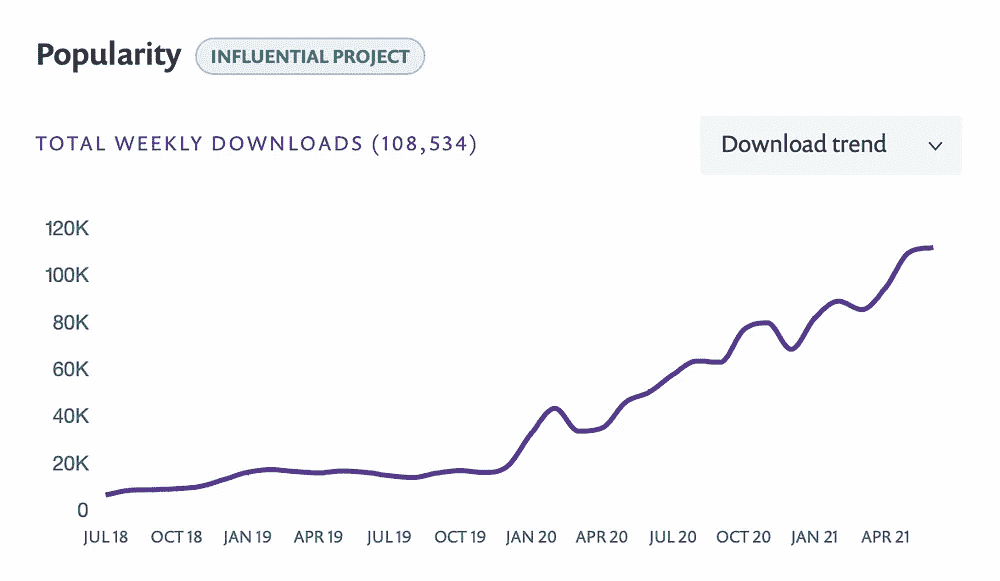 Popularity INFLUENTIAL PROJECT
TOTAL WEEKLY DOWNLOADS (108,534)
Download trend
120K
100K
80K
60K
40K
20K
0
JUL 18 OCT 18 JAN 19 APR 19 JUL 19 OCT 19 JAN 20 APR 20 JUL 20 OCT 20 JAN 21 APR 21